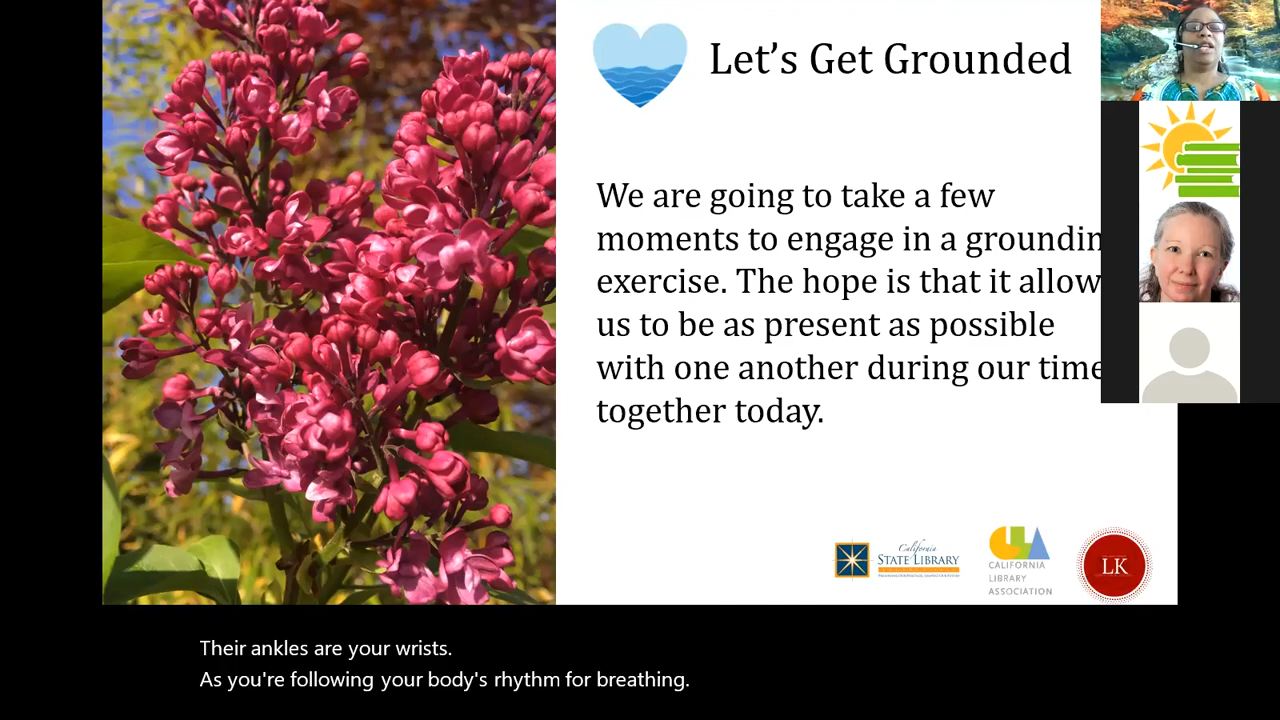 Let's Get Grounded
We are going to take a few
moments to engage in a groundin
exercise. The hope is that it allow
us to be as present as possible
with one another during our time
together today.
California
STATE LIBRARY
CALIFORNIA
LIBRARY
ASSOCIATION
LK
Their ankles are your wrists.
As you're following your body's rhythm for breathing.